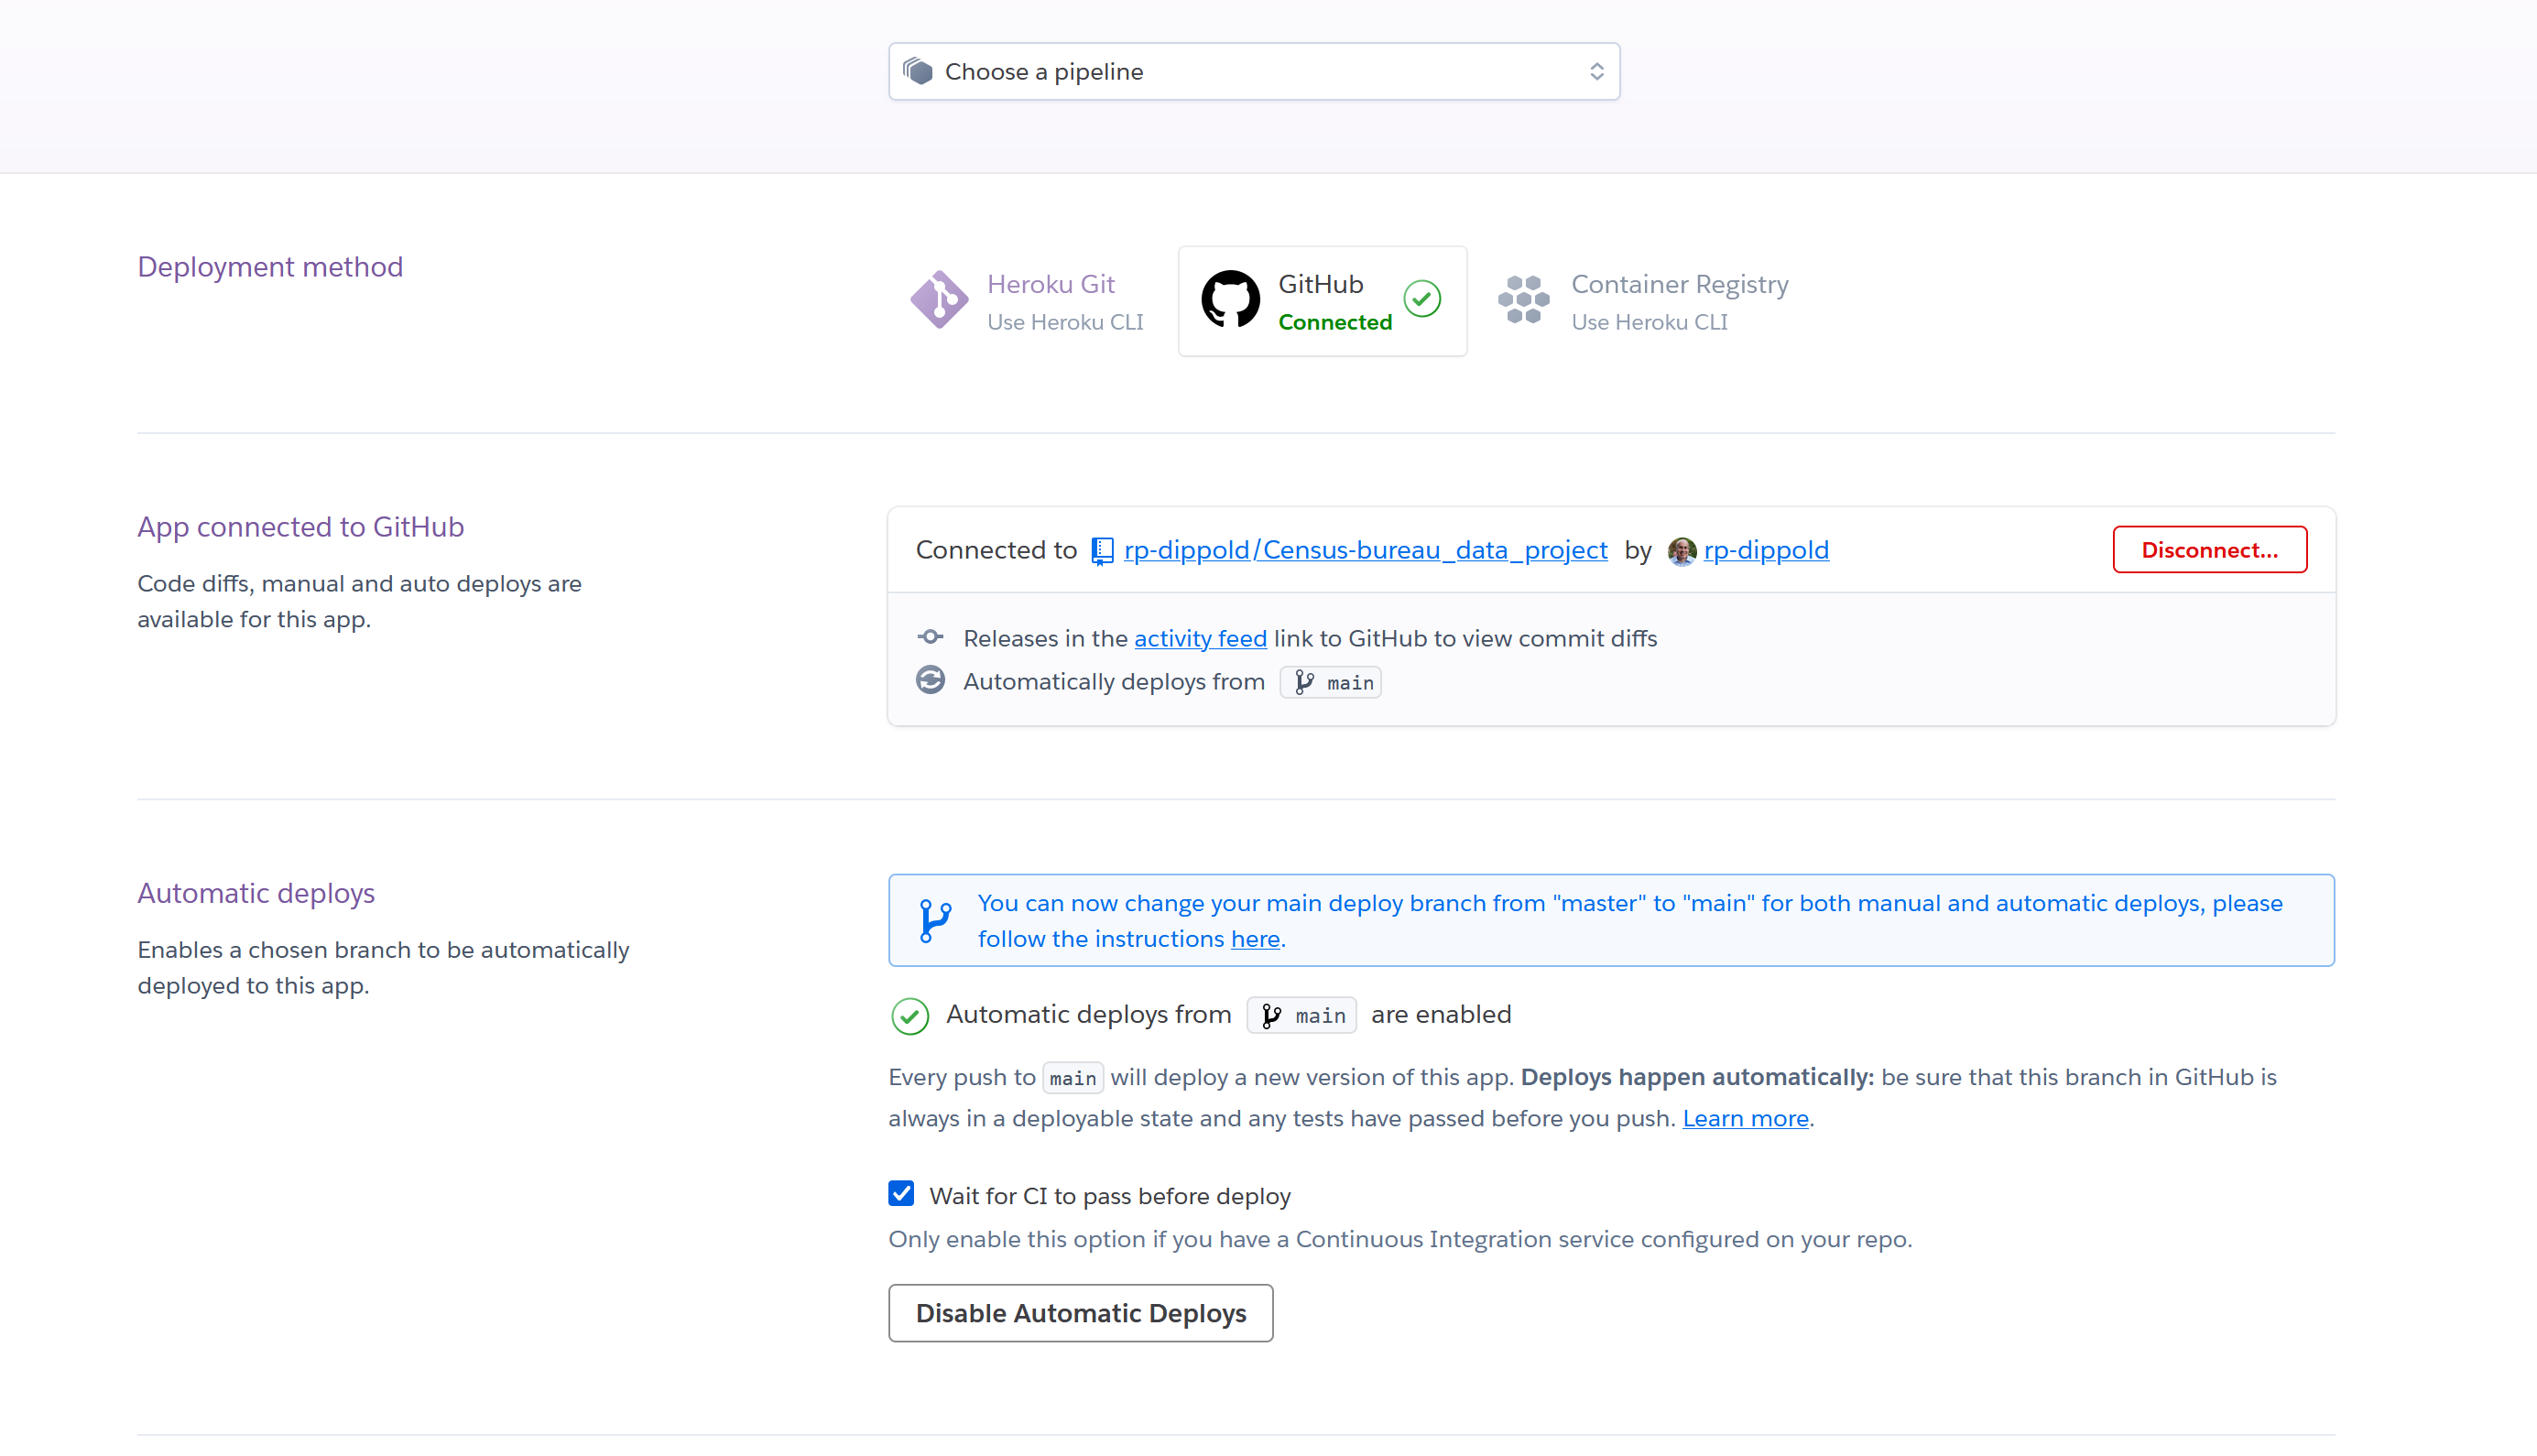 Choose a pipeline
Deployment method
Heroku Git
Use Heroku CLI
GitHub
Connected
Container Registry
Use Heroku CLI
App connected to GitHub
Code diffs, manual and auto deploys are
available for this app.
Connected to rp-dippold/Census-bureau_data_project by rp-dippold
Disconnect...
Releases in the activity feed link to GitHub to view commit diffs
Automatically deploys from main
Automatic deploys
Enables a chosen branch to be automatically
deployed to this app.
You can now change your main deploy branch from "master" to "main" for both manual and automatic deploys, please
follow the instructions here.
Automatic deploys from main are enabled
Every push to main will deploy a new version of this app. Deploys happen automatically: be sure that this branch in GitHub is
always in a deployable state and any tests have passed before you push. Learn more.
Wait for CI to pass before deploy
Only enable this option if you have a Continuous Integration service configured on your repo.
Disable Automatic Deploys